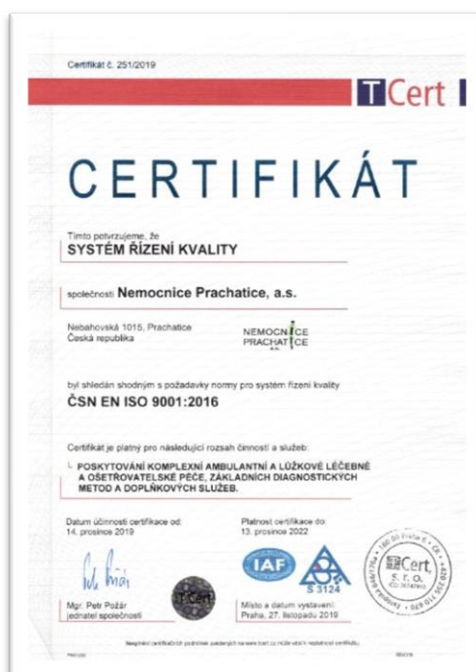 Certifikát č. 251/2019
TCert
CERTIFIKÁT
Tímto potvrzujeme, že
SYSTÉM ŘÍZENÍ KVALITY
společnosti Nemocnice Prachatice, a.s.
Nebahovská 1015, Prachatice
Česká republika
NEMOCNICE
PRACHATICE
a.s.
byl shledán shodným s požadavky normy pro systém řízení kvality
ČSN EN ISO 9001:2016
Certifikát je platný pro následující rozsah činností a služeb:
POSKYTOVÁNÍ KOMPLEXNÍ AMBULANTNÍ A LŮŽKOVÉ LÉČEBNÉ
A OŠETŘOVATELSKÉ PÉČE, ZÁKLADNÍCH DIAGNOSTICKÝCH
METOD A DOPLŇKOVÝCH SLUŽEB.
Datum účinnosti certifikace od:
14. prosince 2019
Platnost certifikace do:
13. prosince 2022
Mgr. Petr Požár
jednatel společnosti
TCert
IAF
S 3124
Místo a datum vystavení:
Praha, 27. listopadu 2019
TCert,
s. r. o.